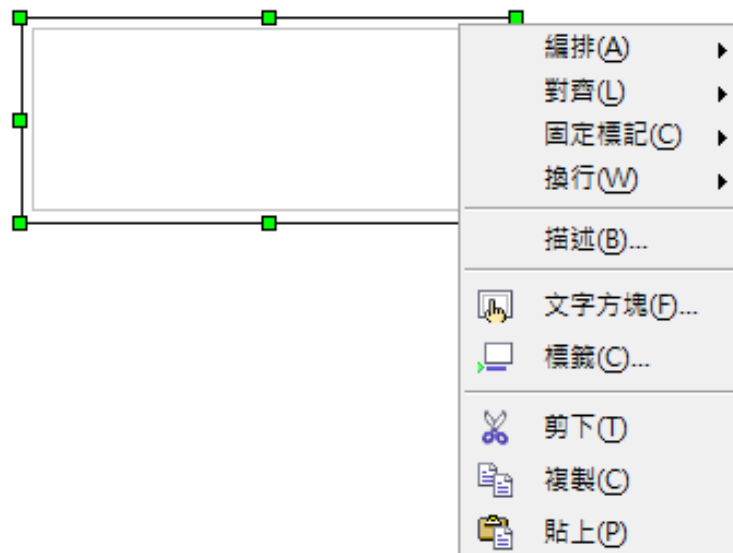 編排(A)
對齊(L)
固定標記(C)
換行(W)
描述(B)...
文字方塊(F)...
標籤(C)...
剪下(T)
複製(C)
貼上(P)